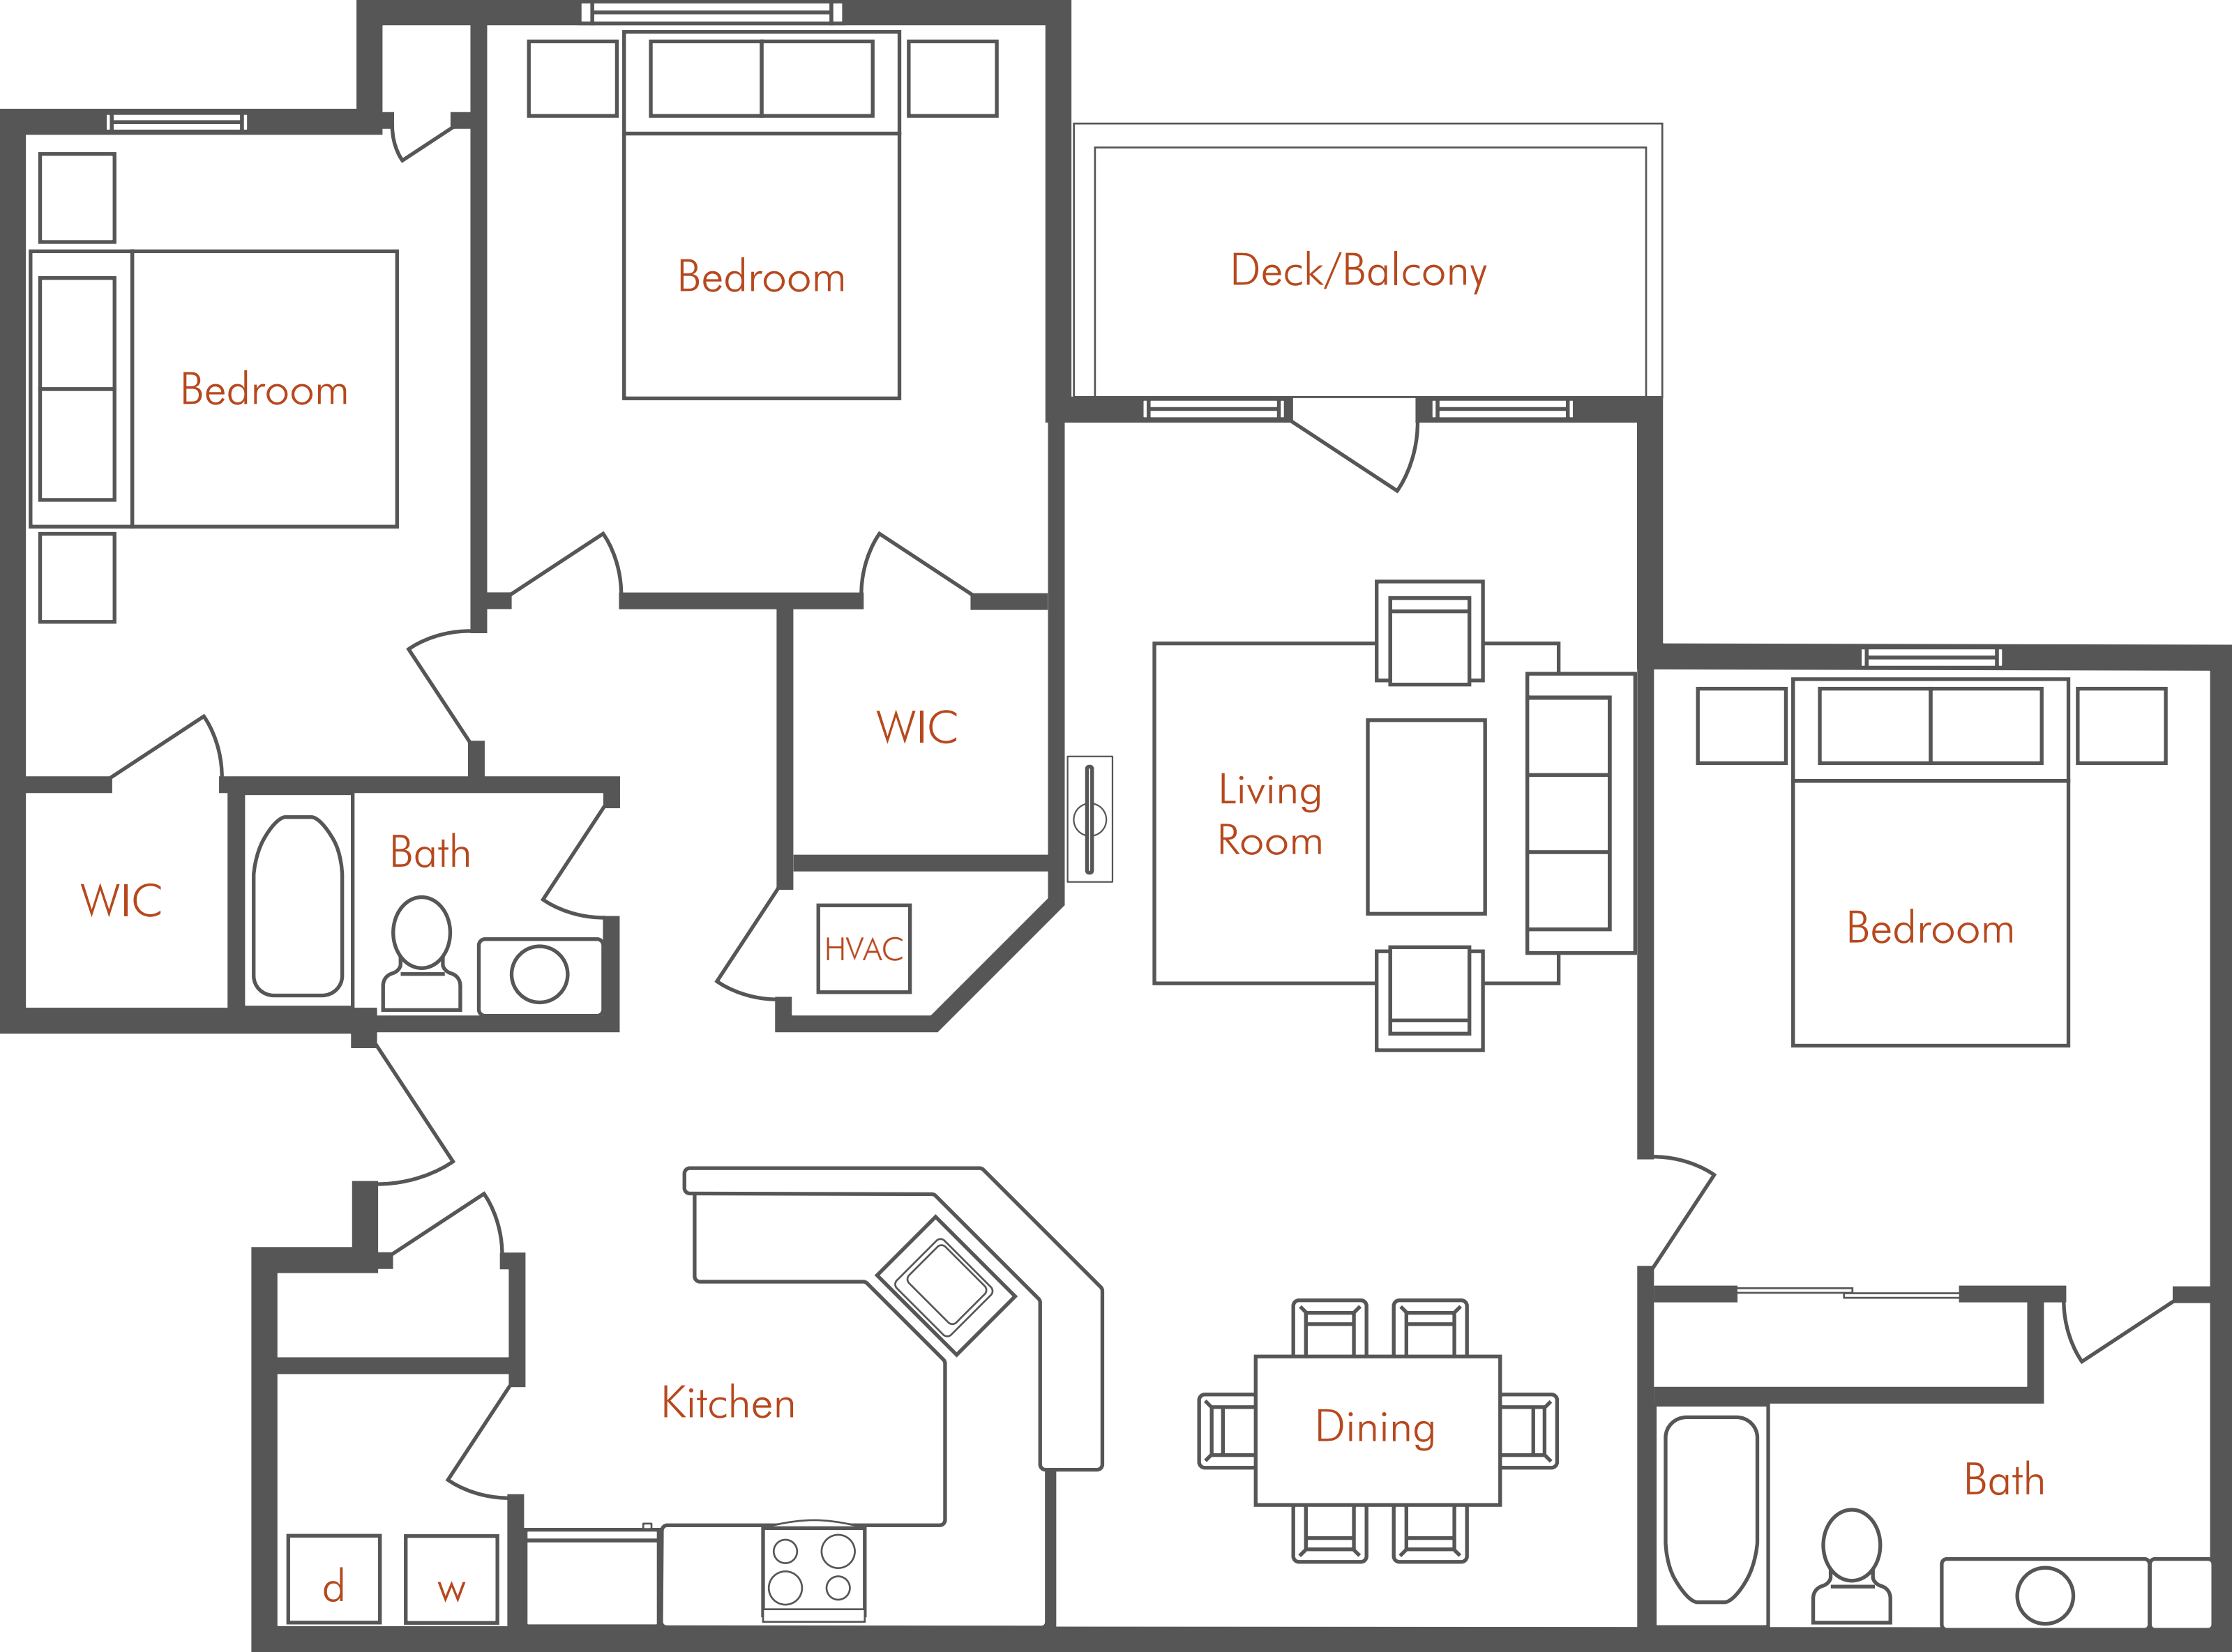 Bedroom
Deck/Balcony
Bedroom
WIC
Living
Room
Bath
WIC
HVAC
Bedroom
Kitchen
Dining
Bath
d
w